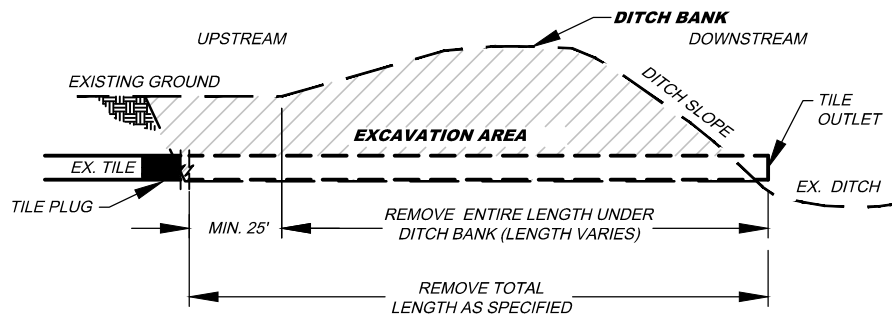 DITCH BANK
UPSTREAM
DOWNSTREAM
EXISTING GROUND
DITCH SLOPE
TILE
OUTLET
EXCAVATION AREA
EX. TILE
EX. DITCH
TILE PLUG
MIN. 25'
REMOVE ENTIRE LENGTH UNDER
DITCH BANK (LENGTH VARIES)
REMOVE TOTAL
LENGTH AS SPECIFIED